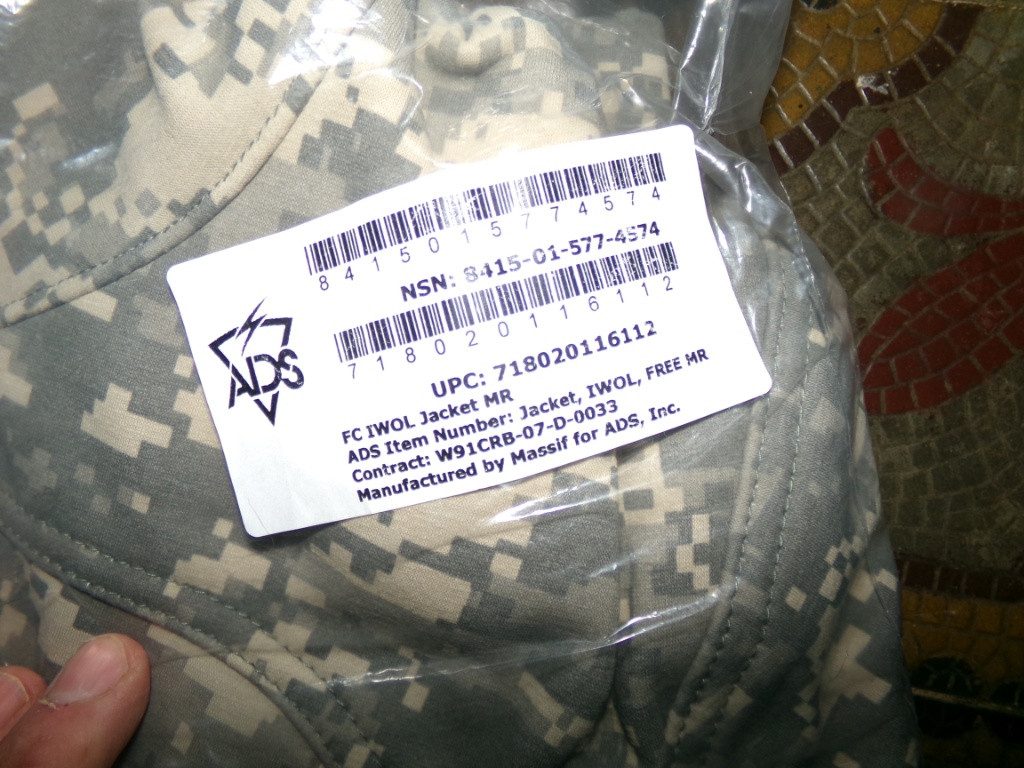 8415015774574
NSN: 8415-01-577-4574
718020116112
UPC: 718020116112
ADS
FC IWOL Jacket MR
ADS Item Number: Jacket, IWOL, FREE MR
Contract: W91CRB-07-D-0033
Manufactured by Massif for ADS, Inc.